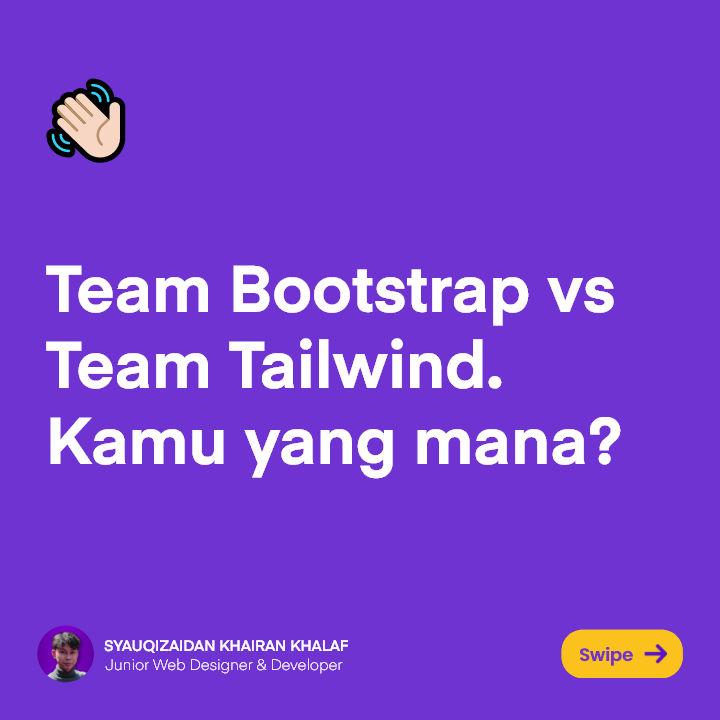 Team Bootstrap vs
Team Tailwind.
Kamu yang mana?
SYAUQIZAIDAN KHAIRAN KHALAF
Junior Web Designer & Developer
Swipe